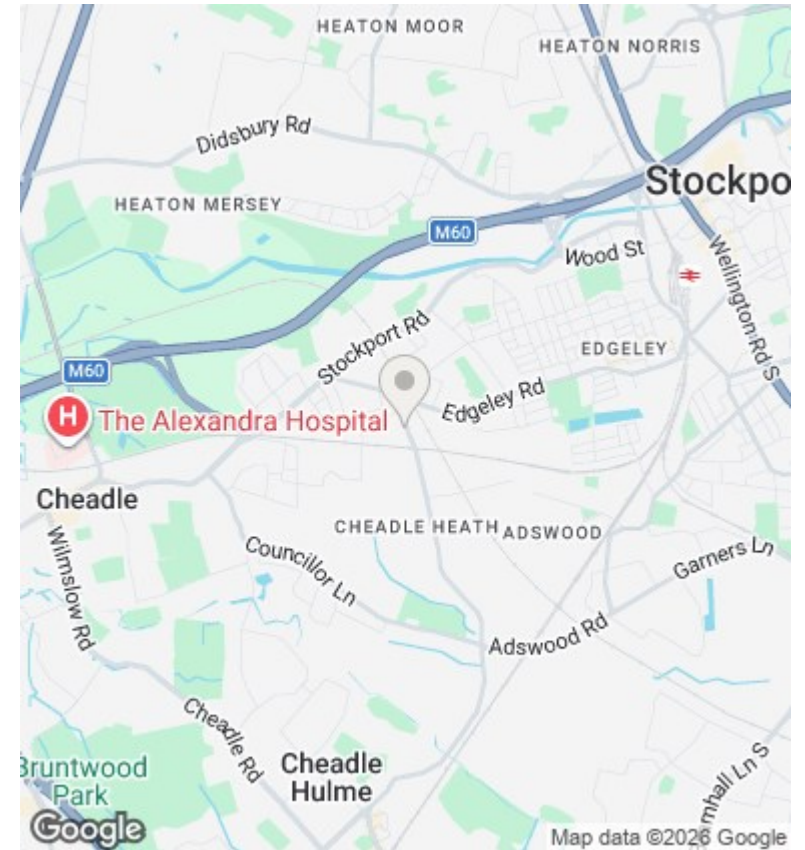 HEATON MOOR
HEATON NORRIS
Didsbury Rd
Stockpo
HEATON MERSEY
M60
Wood St
Wellington Rd S
Stockport Rd
EDGELEY
M60
Edgeley Rd
H
The Alexandra Hospital
Cheadle
CHEADLE HEATH
ADSWOOD
Councillor Ln
Garners Ln
Wilmslow Rd
Adswood Rd
Cheadle Rd
Bruntwood
Park
Cheadle
Hulme
mhall Ln S
Google
Map data ©2026 Google